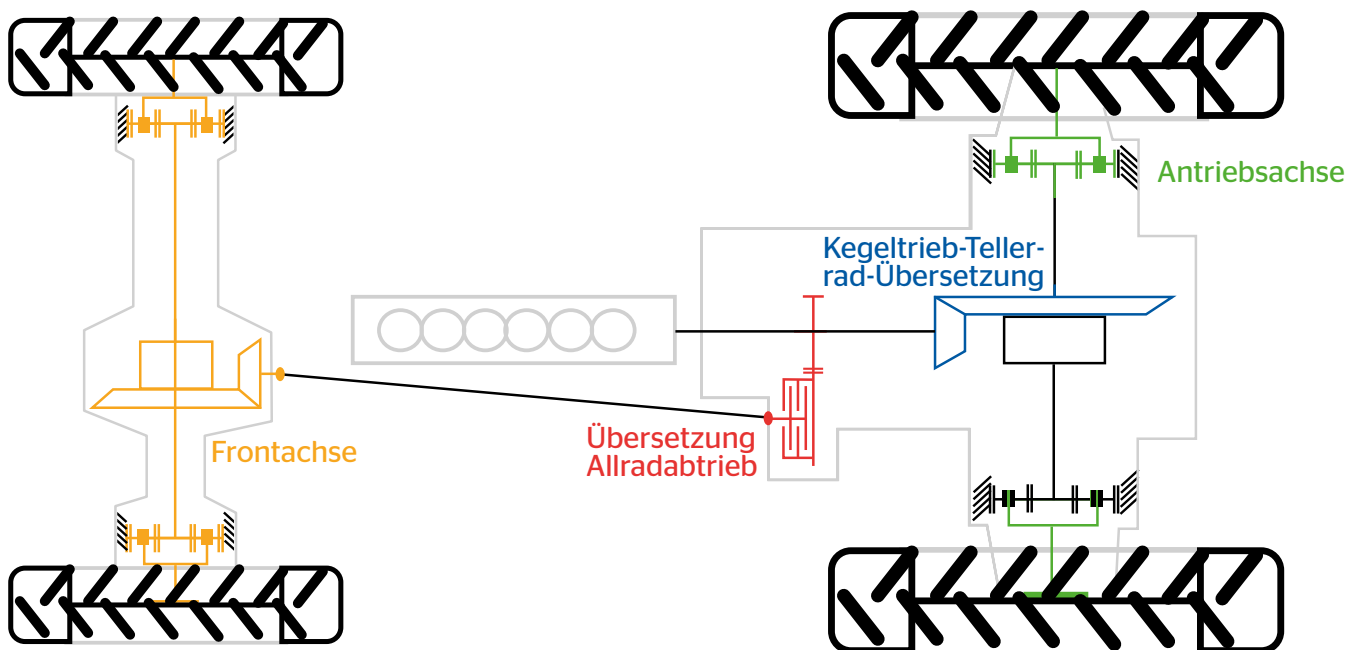 Antriebsachse
Kegeltrieb-Teller-
rad-Übersetzung
Übersetzung
Allradabtrieb
Frontachse